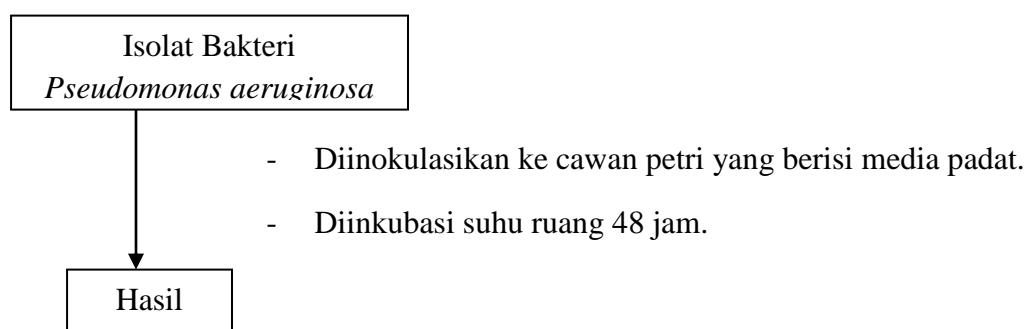 Isolat Bakteri
Pseudomonas aeruginosa
- Diinokulasikan ke cawan petri yang berisi media padat.
- Diinkubasi suhu ruang 48 jam.
Hasil